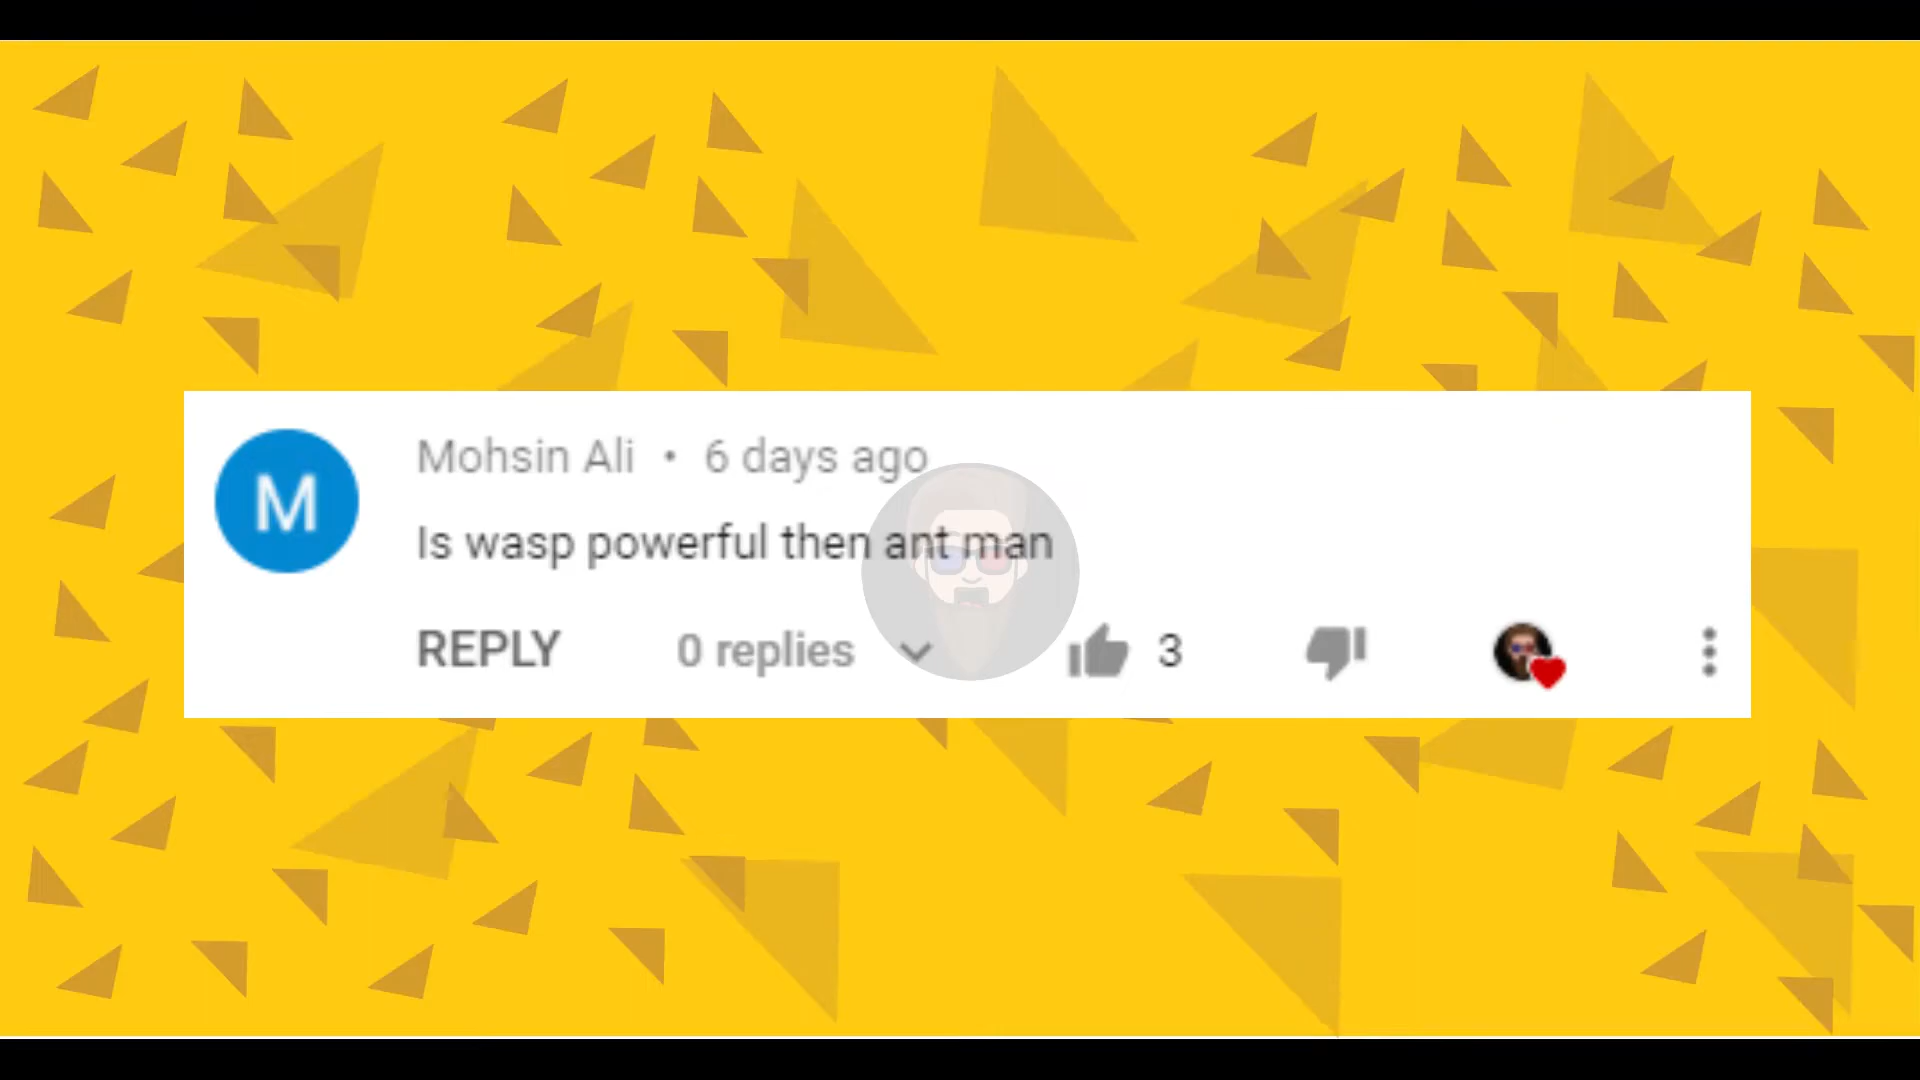 M
Mohsin Ali • 6 days ago
Is wasp powerful then ant man
REPLY 0 replies 3